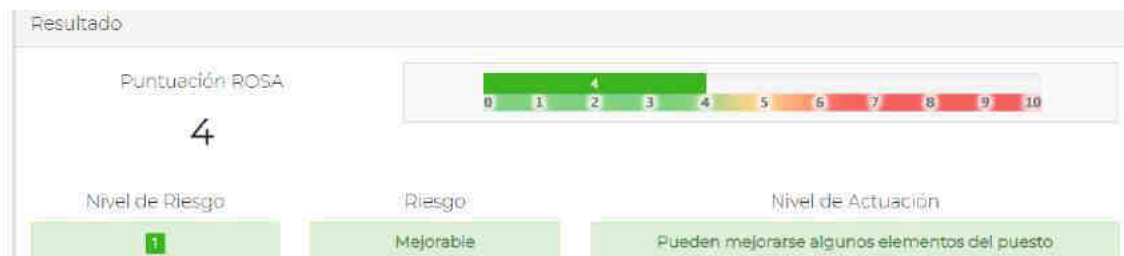 Resultado
Puntuación ROSA
4
4
0 1 2 3 4 5 6 7 8 9 10
Nivel de Riesgo
Riesgo
Nivel de Actuación
1
Mejorable
Pueden mejorarse algunos elementos del puesto